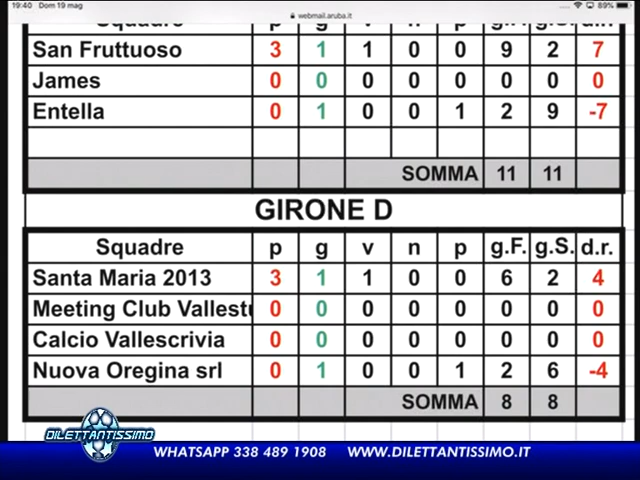 19:40 Dom 19 mag 89%
webmail.aruba.it
Squadre p g v n p g.F. g.S. d.r.
San Fruttuoso 3 1 1 0 0 9 2 7
James 0 0 0 0 0 0 0 0
Entella 0 1 0 0 1 2 9 -7
SOMMA 11 11
GIRONE D
Squadre p g v n p g.F. g.S. d.r.
Santa Maria 2013 3 1 1 0 0 6 2 4
Meeting Club Vallestu 0 0 0 0 0 0 0 0
Calcio Vallescrivia 0 0 0 0 0 0 0 0
Nuova Oregina srl 0 1 0 0 1 2 6 -4
SOMMA 8 8
DILETTANTISSIMO
WHATSAPP 338 489 1908 WWW.DILETTANTISSIMO.IT